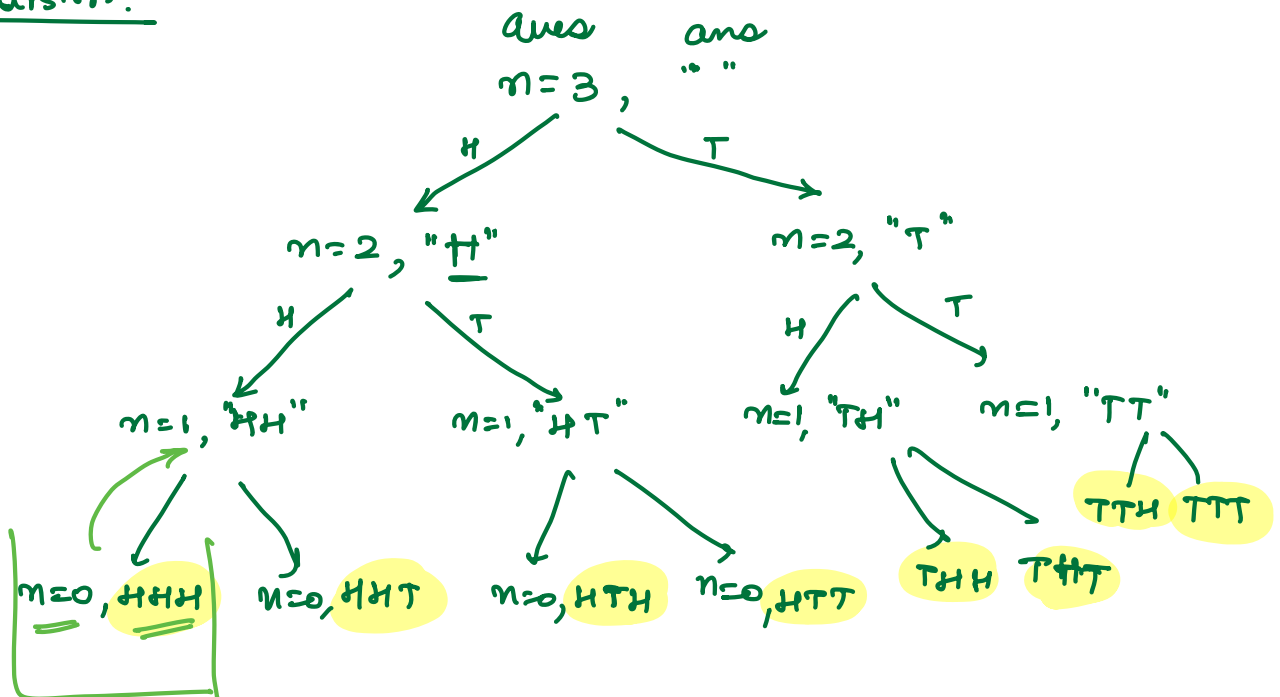 Ques ans
n=3, " "
H T
n=2, "H" n=2, "T"
H T H T
n=1, "HH" n=1, "HT" n=1, "TH" n=1, "TT"
TTH TTT
n=0, HHH n=0, HHT n=0, HTH n=0, HTT THH THT